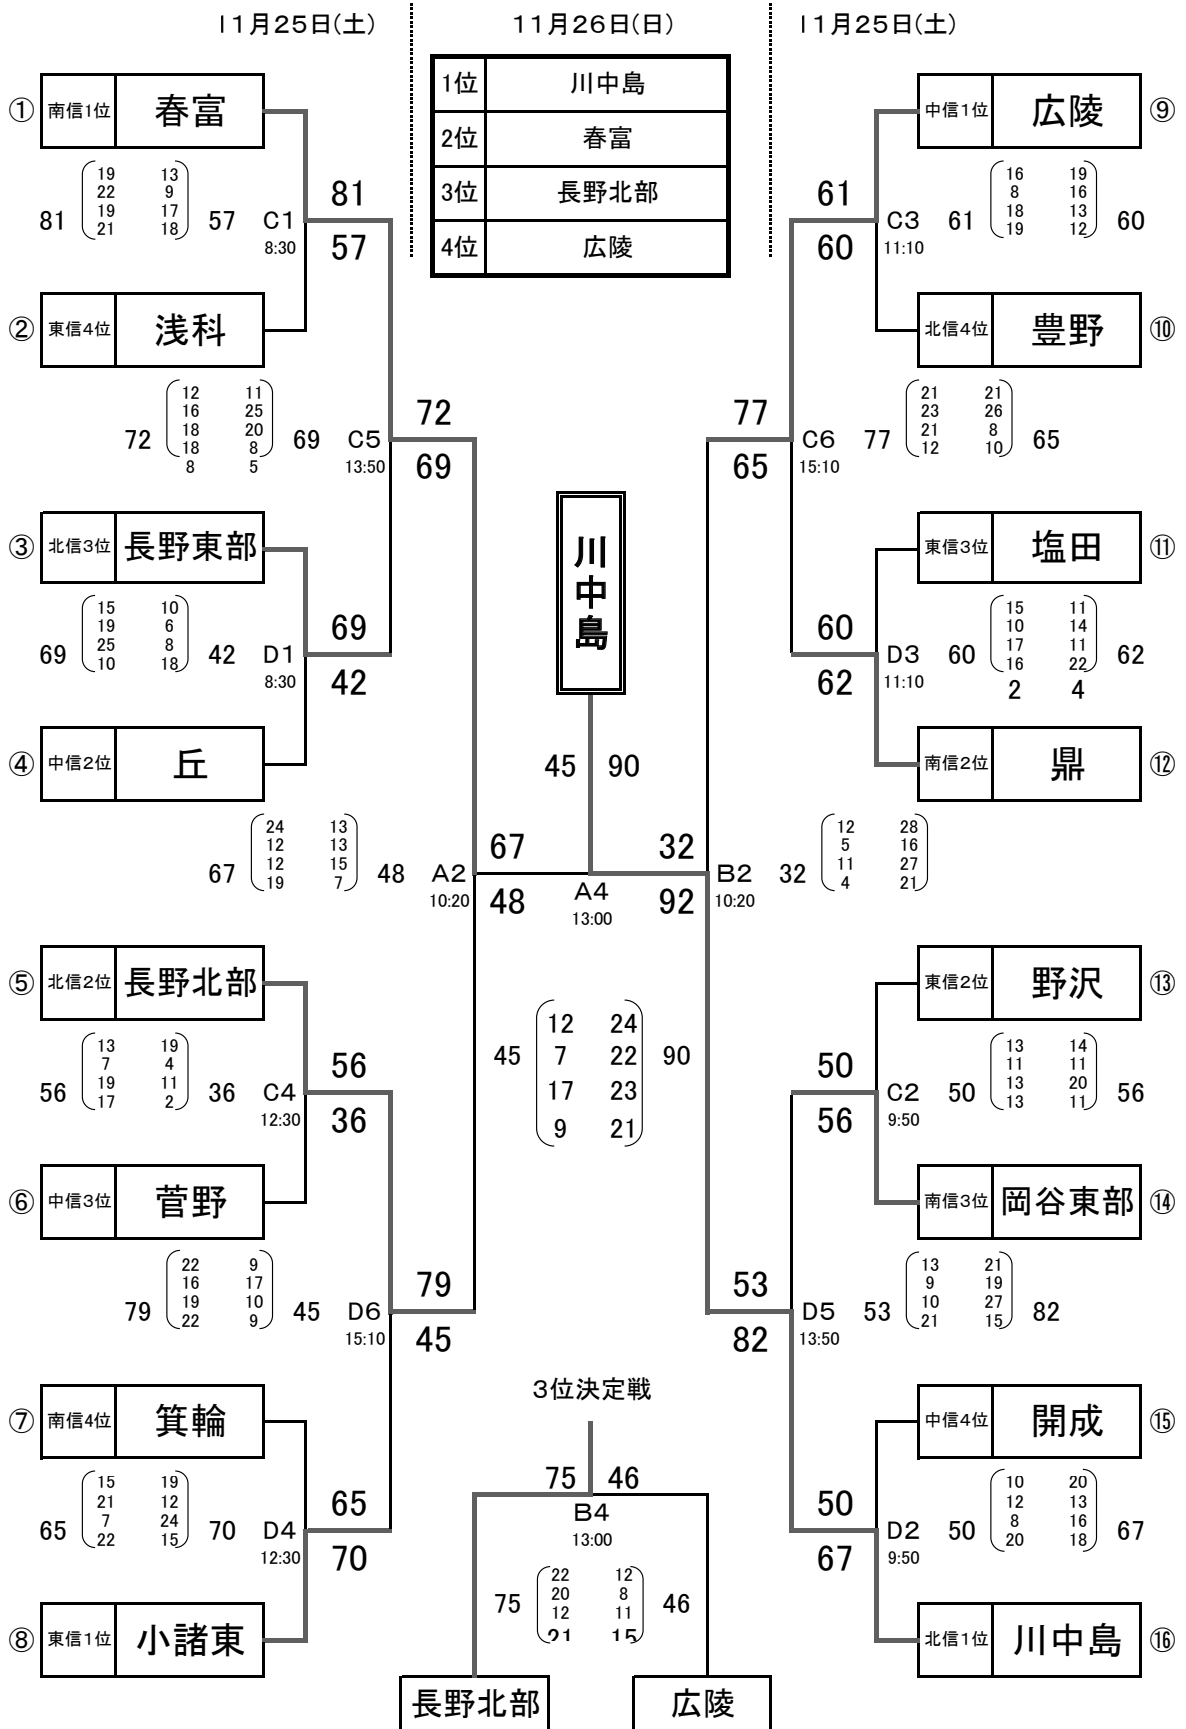 11月25日(土)
11月26日(日)
11月25日(土)
1位 川中島
2位 春富
3位 長野北部
4位 広陵
① 南信1位 春富
19 13
22 9
81 19 17 57
21 18
C1
8:30
81
57
② 東信4位 浅科
12 11
16 25
72 18 20 69
18 8
8 5
C5
13:50
72
69
③ 北信3位 長野東部
15 10
19 6
69 25 8 42
10 18
D1
8:30
69
42
④ 中信2位 丘
24 13
12 13
67 12 15 48
19 7
A2
10:20
67
48
⑤ 北信2位 長野北部
13 19
7 4
56 19 11 36
17 2
C4
12:30
56
36
⑥ 中信3位 菅野
22 9
16 17
79 19 10 45
22 9
D6
15:10
79
45
⑦ 南信4位 箕輪
15 19
21 12
65 7 24 70
22 15
D4
12:30
65
70
⑧ 東信1位 小諸東
川中島
45 90
A4
13:00
12 24
45 7 22 90
17 23
9 21
3位決定戦
75 46
B4
13:00
22 12
75 20 8 46
12 11
21 15
長野北部 広陵
中信1位 広陵 ⑨
61
60
C3
11:10
16 19
8 16
61 18 13 60
19 12
北信4位 豊野 ⑩
77
65
C6
15:10
21 21
23 26
77 21 8 65
12 10
東信3位 塩田 ⑪
60
62
D3
11:10
15 11
10 14
60 17 11 62
16 22
2 4
南信2位 鼎 ⑫
32
92
B2
10:20
12 28
5 16
32 11 27
4 21
東信2位 野沢 ⑬
50
56
C2
9:50
13 14
11 11
50 13 20 56
13 11
南信3位 岡谷東部 ⑭
53
82
D5
13:50
13 21
9 19
53 10 27 82
21 15
中信4位 開成 ⑮
50
67
D2
9:50
10 20
12 13
50 8 16 67
20 18
北信1位 川中島 ⑯